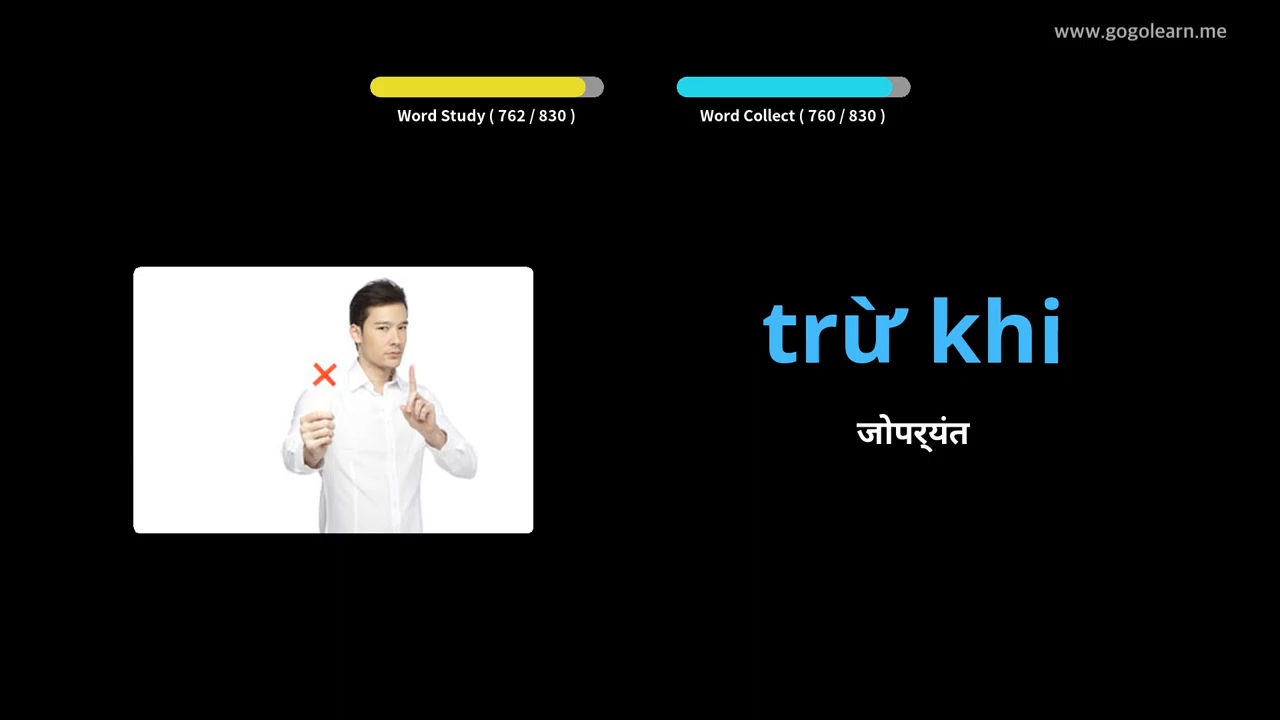 www.gogolearn.me
Word Study ( 762 / 830 )
Word Collect ( 760 / 830 )
trừ khi
जोपर्यंत